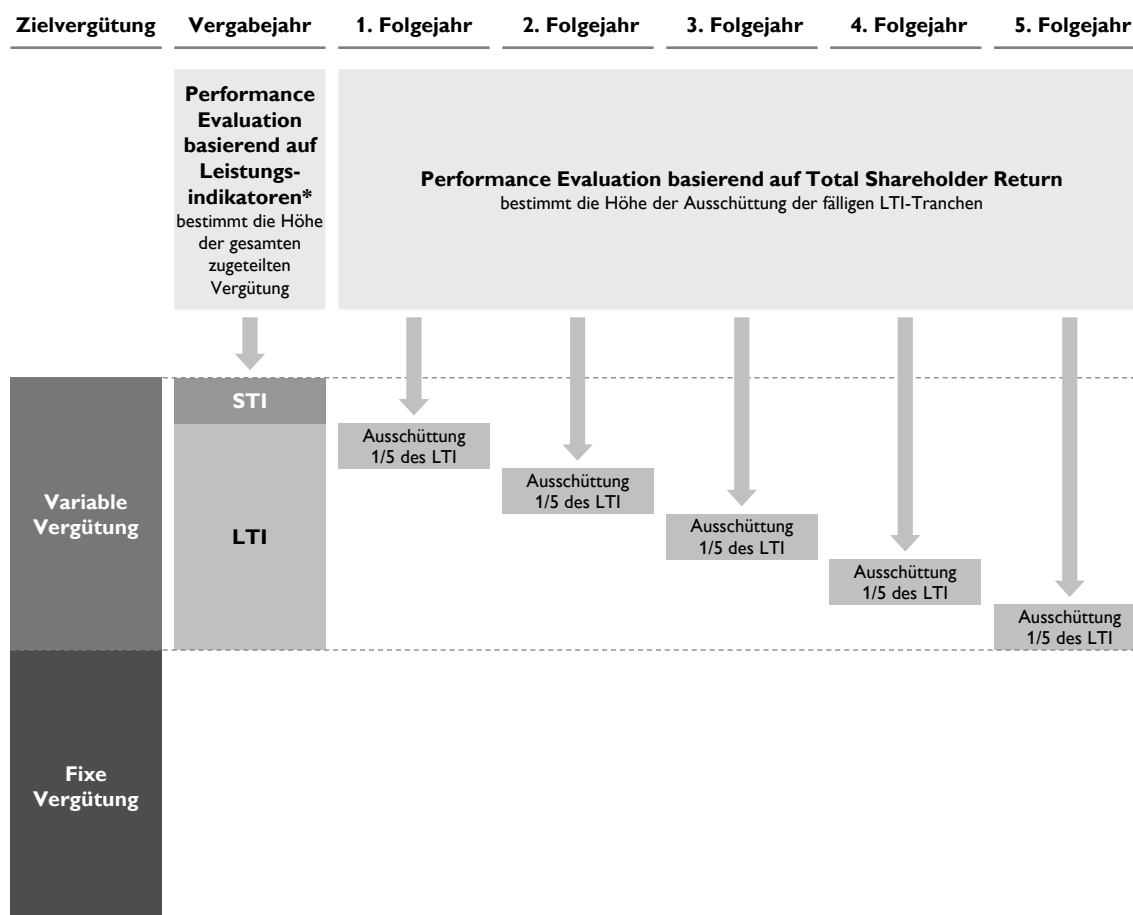 Zielvergütung
Vergabejahr
1. Folgejahr
2. Folgejahr
3. Folgejahr
4. Folgejahr
5. Folgejahr
Performance
Evaluation
basierend auf
Leistungs-
indikatoren*
bestimmt die Höhe
der gesamten
zugeteilten
Vergütung
Performance Evaluation basierend auf Total Shareholder Return
bestimmt die Höhe der Ausschüttung der fälligen LTI-Tranchen
Variable
Vergütung
STI
LTI
Ausschüttung
1/5 des LTI
Ausschüttung
1/5 des LTI
Ausschüttung
1/5 des LTI
Ausschüttung
1/5 des LTI
Ausschüttung
1/5 des LTI
Fixe
Vergütung